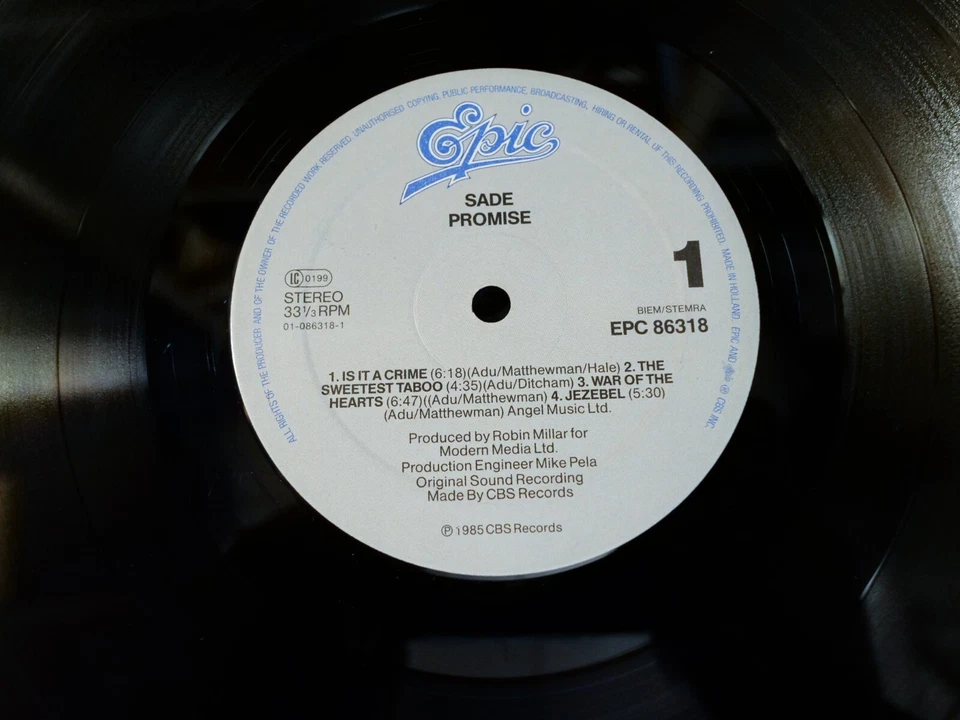 ALL RIGHTS OF THE PRODUCER AND OF THE OWNER OF THE RECORDED WORK RESERVED. UNAUTHORISED COPYING, PUBLIC PERFORMANCE, BROADCASTING, HIRING OR RENTAL OF THIS RECORDING PROHIBITED. MADE IN HOLLAND. EPIC AND ® CBS INC.
Epic
SADE
PROMISE
1
LC 0199
STEREO
33 1/3 RPM
01-086318-1
BIEM/STEMRA
EPC 86318
1. IS IT A CRIME (6:18)(Adu/Matthewman/Hale) 2. THE
SWEETEST TABOO (4:35)(Adu/Ditcham) 3. WAR OF THE
HEARTS (6:47)((Adu/Matthewman) 4. JEZEBEL (5:30)
(Adu/Matthewman) Angel Music Ltd.
Produced by Robin Millar for
Modern Media Ltd.
Production Engineer Mike Pela
Original Sound Recording
Made By CBS Records
℗ 1985 CBS Records